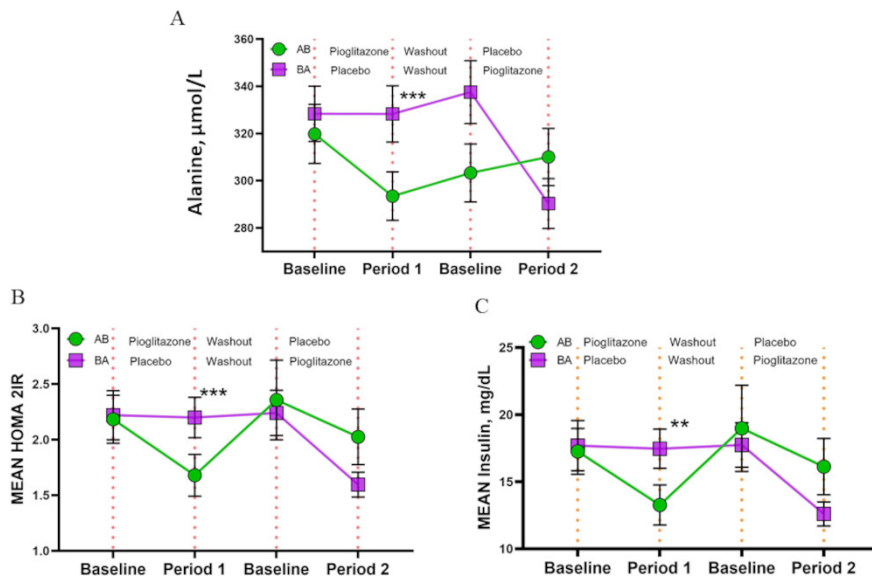 A
360
AB Pioglitazone Washout Placebo
BA Placebo Washout Pioglitazone
340
***
320
300
280
Alanine, µmol/L
Baseline Period 1 Baseline Period 2
B
3.0
AB Pioglitazone Washout Placebo
BA Placebo Washout Pioglitazone
2.5
***
2.0
1.5
1.0
MEAN HOMA 2IR
Baseline Period 1 Baseline Period 2
C
AB Pioglitazone Washout Placebo
25
BA Placebo Washout Pioglitazone
20
**
15
10
MEAN Insulin, mg/dL
Baseline Period 1 Baseline Period 2